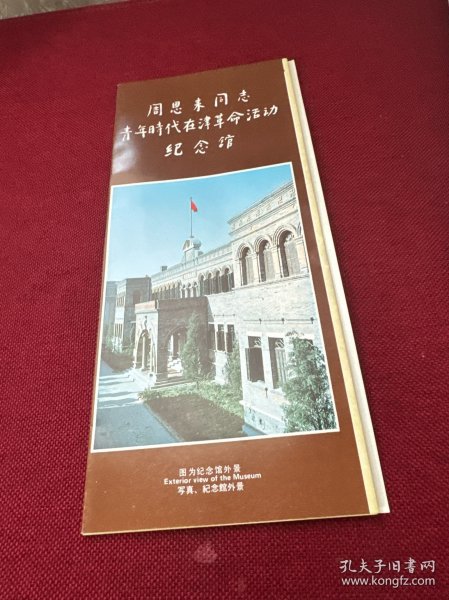 周恩来同志
青年時代在津革命活动
纪念馆
图为纪念馆外景
Exterior view of the Museum
写真、紀念館外景
孔夫子旧书网
www.kongfz.com